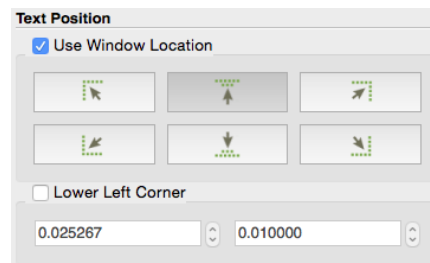 Text Position
Use Window Location
Lower Left Corner
0.025267 0.010000